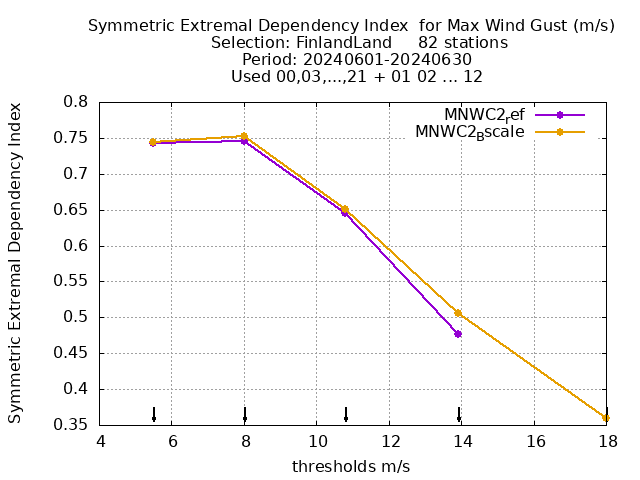 Symmetric Extremal Dependency Index  for Max Wind Gust (m/s)
Selection: FinlandLand     82 stations
Period: 20240601-20240630
Used 00,03,...,21 + 01 02 ... 12
Symmetric Extremal Dependency Index
0.8
0.75
0.7
0.65
0.6
0.55
0.5
0.45
0.4
0.35
MNWC2_ref
MNWC2_Bscale
4 6 8 10 12 14 16 18
thresholds m/s